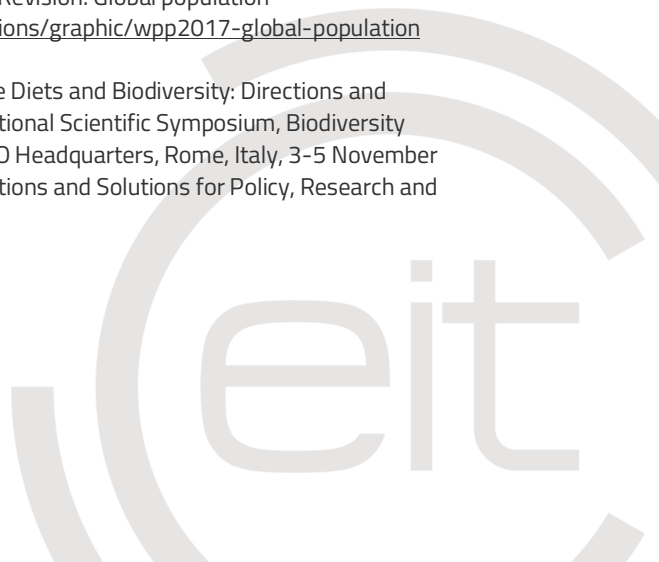 Revision: Global population
ions/graphic/wpp2017-global-population
e Diets and Biodiversity: Directions and
tional Scientific Symposium, Biodiversity
O Headquarters, Rome, Italy, 3-5 November
tions and Solutions for Policy, Research and
eit